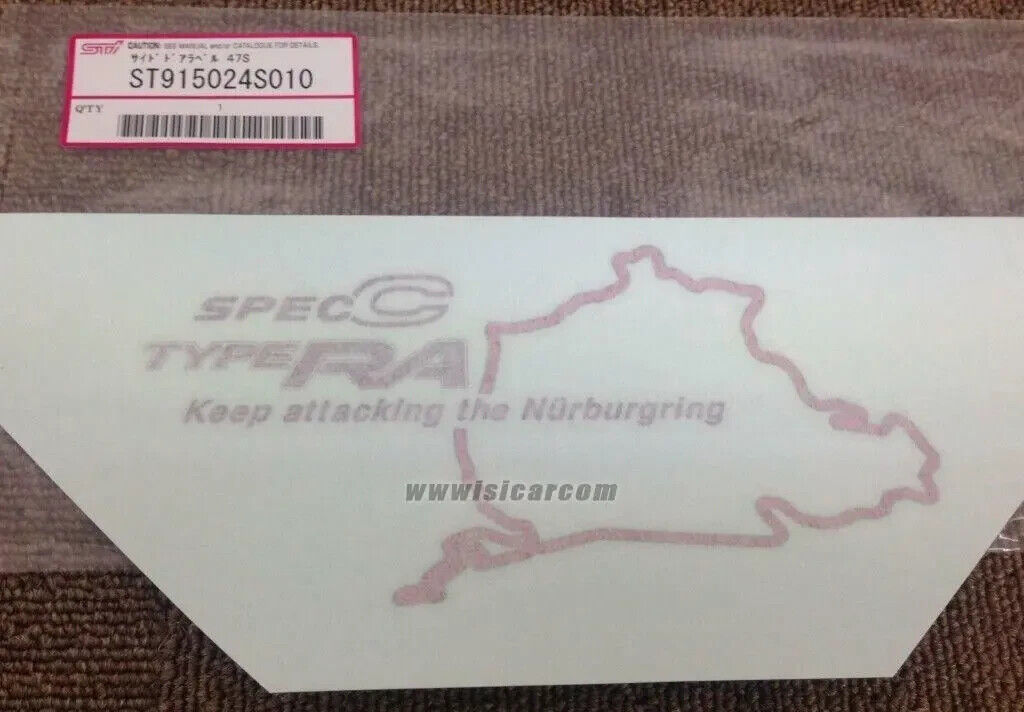 STi CAUTION: SEE MANUAL and/or CATALOGUE FOR DETAILS.
サイド ドアラベル 47S
ST915024S010
Q'TY 1
SPEC C
TYPE RA
Keep attacking the Nürburgring
wwwisicarcom